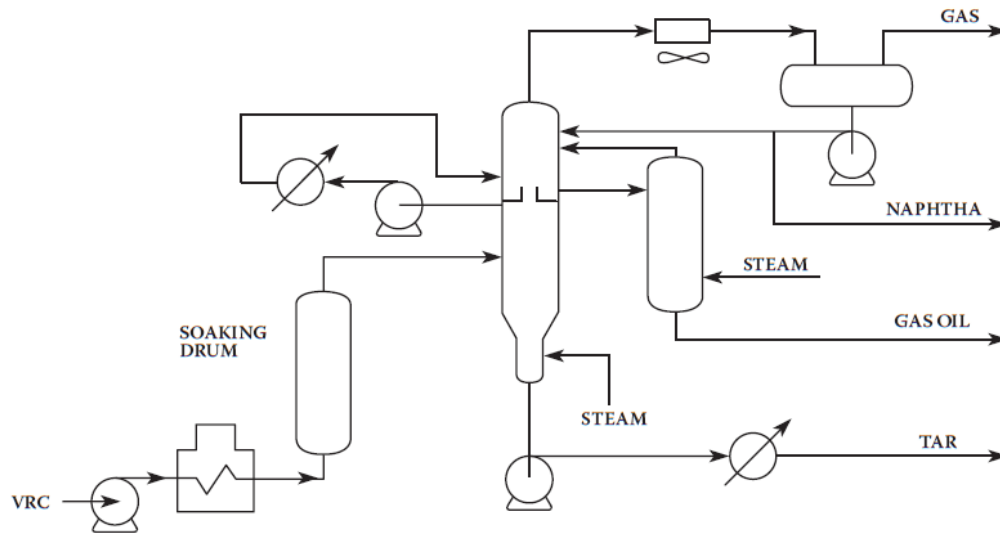 GAS
NAPHTHA
STEAM
GAS OIL
SOAKING
DRUM
STEAM
TAR
VRC